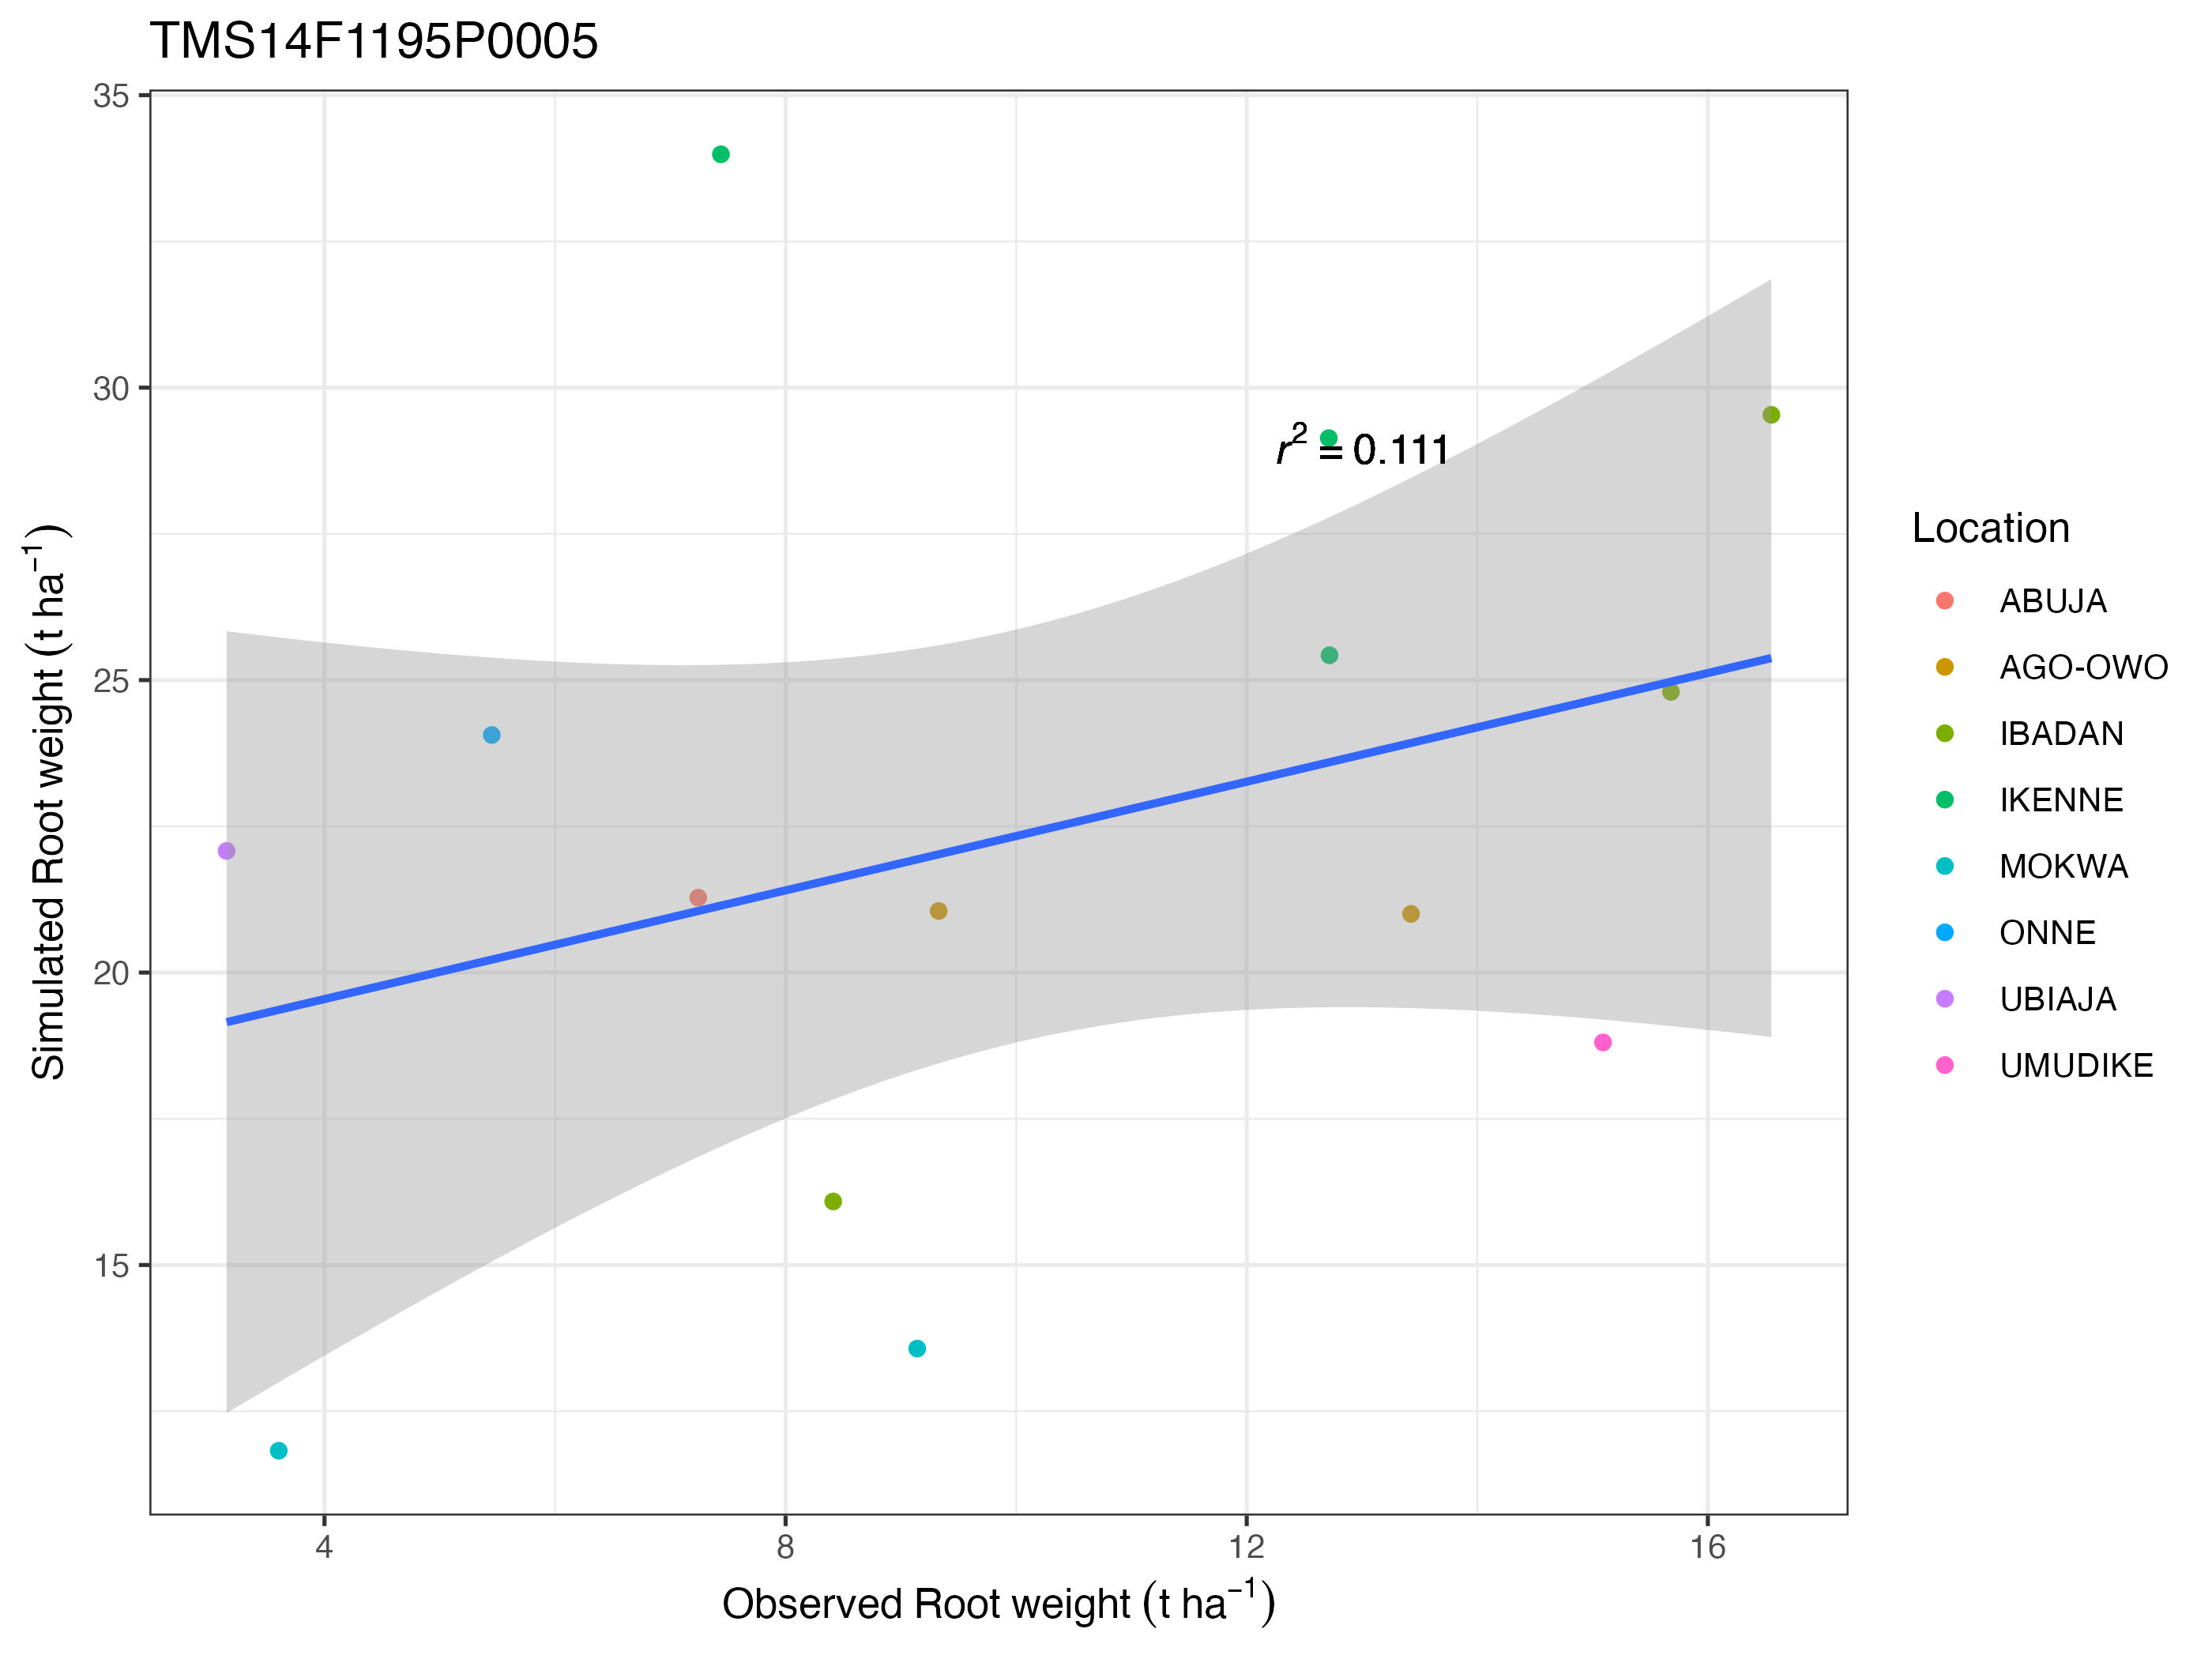 TMS14F1195P0005
35
30
25
20
15
r² = 0.111
4
8
12
16
Observed Root weight (t ha⁻¹)
Simulated Root weight (t ha⁻¹)
Location
ABUJA
AGO-OWO
IBADAN
IKENNE
MOKWA
ONNE
UBIAJA
UMUDIKE